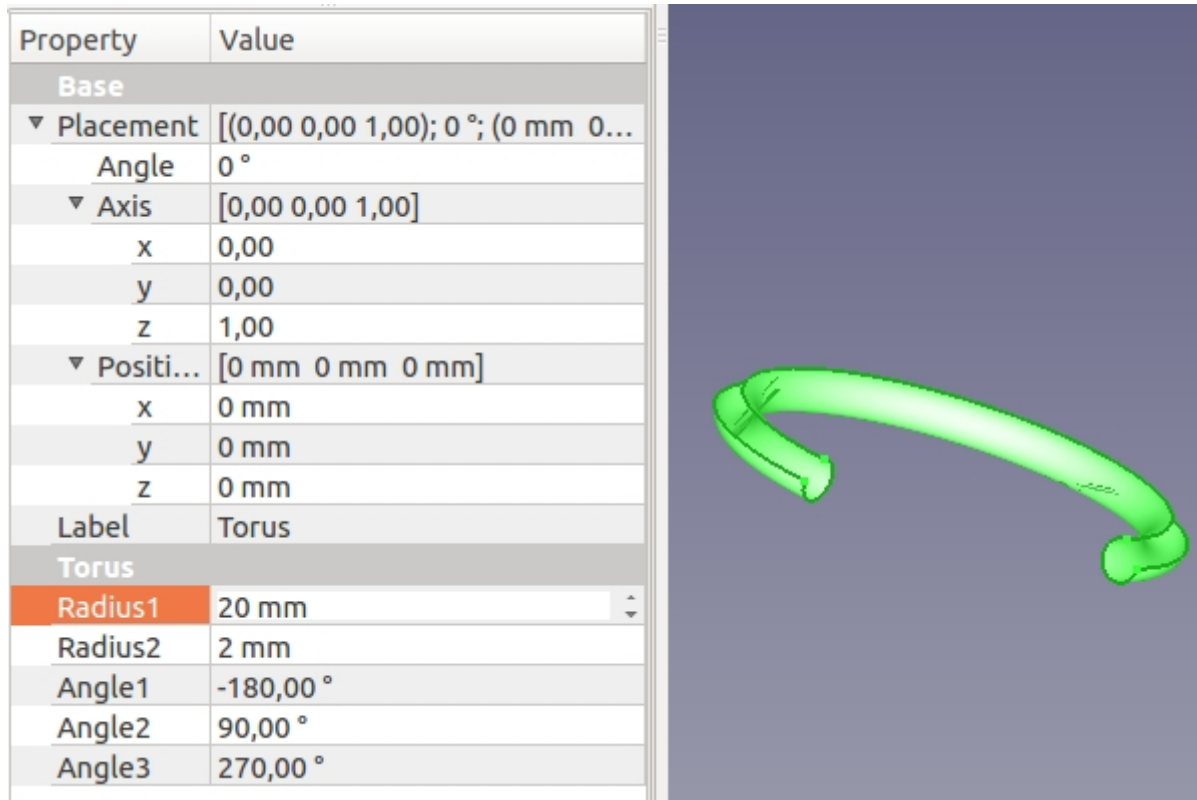 Property Value
Base
Placement [(0,00 0,00 1,00); 0 °; (0 mm 0...
Angle 0 °
Axis [0,00 0,00 1,00]
x 0,00
y 0,00
z 1,00
Positi... [0 mm 0 mm 0 mm]
x 0 mm
y 0 mm
z 0 mm
Label Torus
Torus
Radius1 20 mm
Radius2 2 mm
Angle1 -180,00 °
Angle2 90,00 °
Angle3 270,00 °